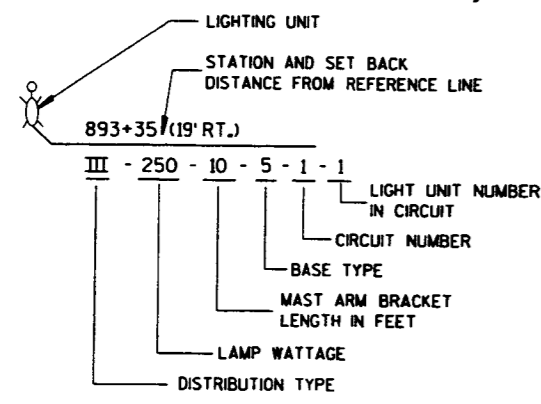 LIGHTING UNIT
STATION AND SET BACK
DISTANCE FROM REFERENCE LINE
893+35 (19' RT.)
III - 250 - 10 - 5 - 1 - 1
LIGHT UNIT NUMBER
IN CIRCUIT
CIRCUIT NUMBER
BASE TYPE
MAST ARM BRACKET
LENGTH IN FEET
LAMP WATTAGE
DISTRIBUTION TYPE